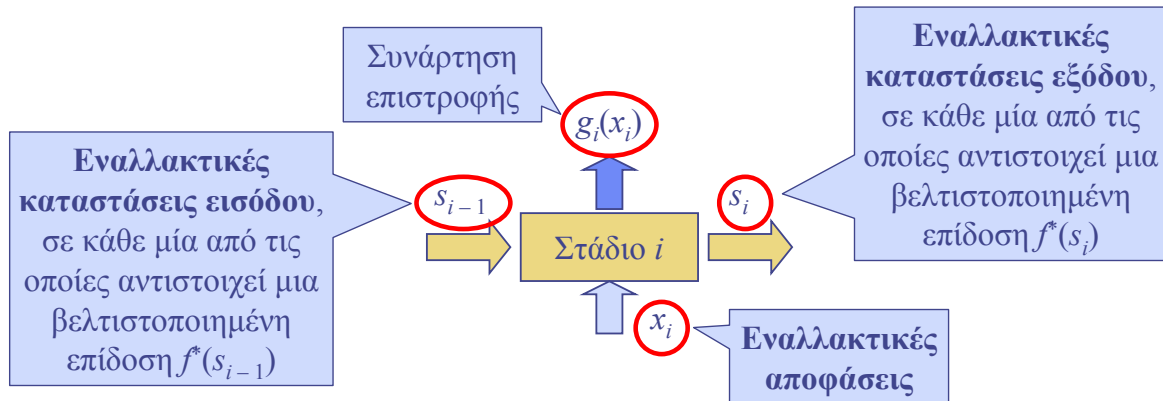 Συνάρτηση
επιστροφής
g_i(x_i)
Εναλλακτικές
καταστάσεις εξόδου,
σε κάθε μία από τις
οποίες αντιστοιχεί μια
βελτιστοποιημένη
επίδοση f*(s_i)
Εναλλακτικές
καταστάσεις εισόδου,
σε κάθε μία από τις
οποίες αντιστοιχεί μια
βελτιστοποιημένη
επίδοση f*(s_{i – 1})
s_{i – 1}
Στάδιο i
s_i
x_i
Εναλλακτικές
αποφάσεις